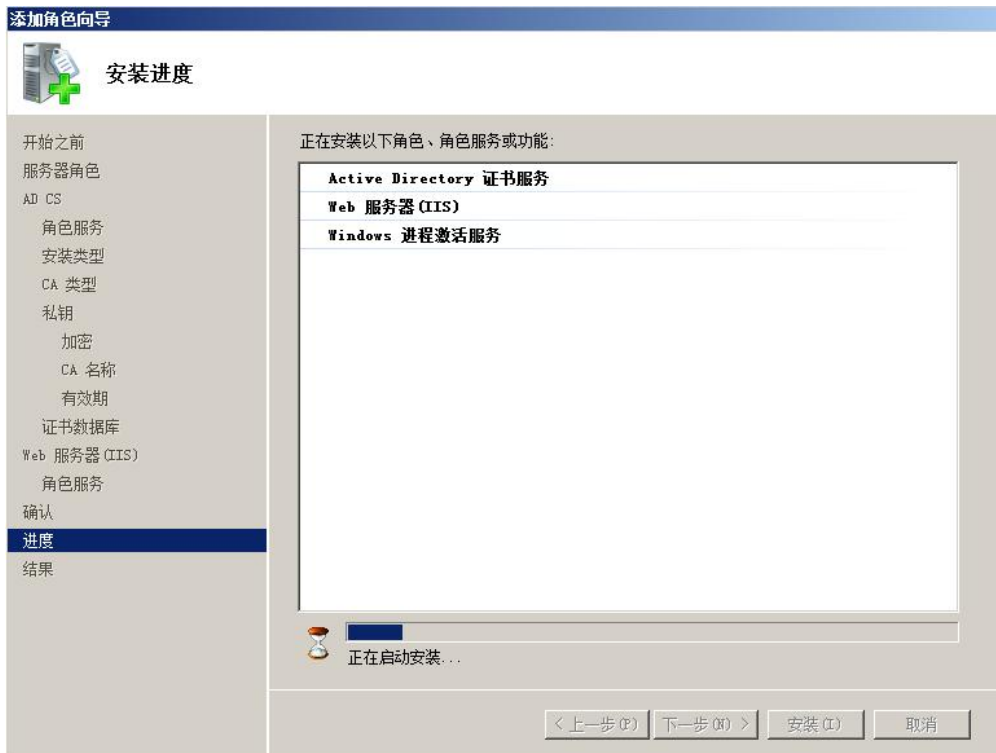 添加角色向导
安装进度
开始之前
服务器角色
AD CS
角色服务
安装类型
CA 类型
私钥
加密
CA 名称
有效期
证书数据库
Web 服务器(IIS)
角色服务
确认
进度
结果
正在安装以下角色、角色服务或功能:
Active Directory 证书服务
Web 服务器(IIS)
Windows 进程激活服务
正在启动安装...
< 上一步(P) 下一步(N) > 安装(I) 取消